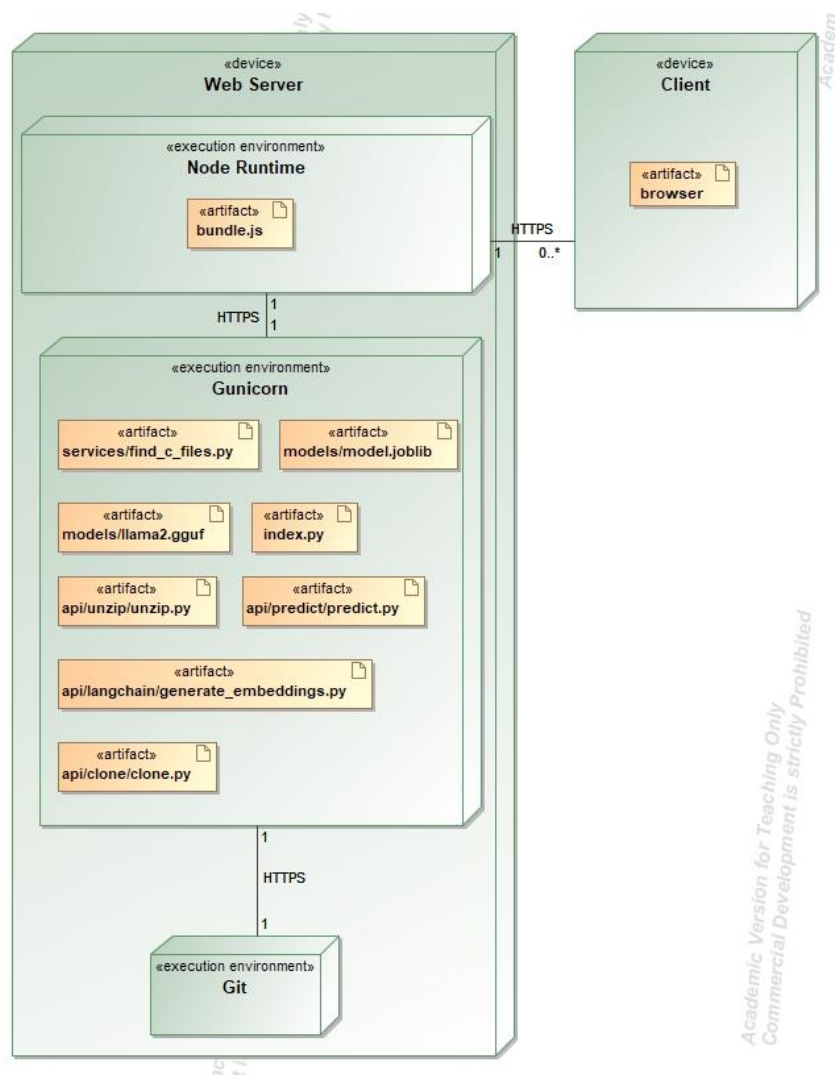 «device»
Web Server
«execution environment»
Node Runtime
«artifact»
bundle.js
HTTPS
1
1
«device»
Client
«artifact»
browser
HTTPS
1
0..*
«execution environment»
Gunicorn
«artifact»
services/find_c_files.py
«artifact»
models/model.joblib
«artifact»
models/llama2.gguf
«artifact»
index.py
«artifact»
api/unzip/unzip.py
«artifact»
api/predict/predict.py
«artifact»
api/langchain/generate_embeddings.py
«artifact»
api/clone/clone.py
1
HTTPS
1
«execution environment»
Git
Academic Version for Teaching Only
Commercial Development is strictly Prohibited
Academ